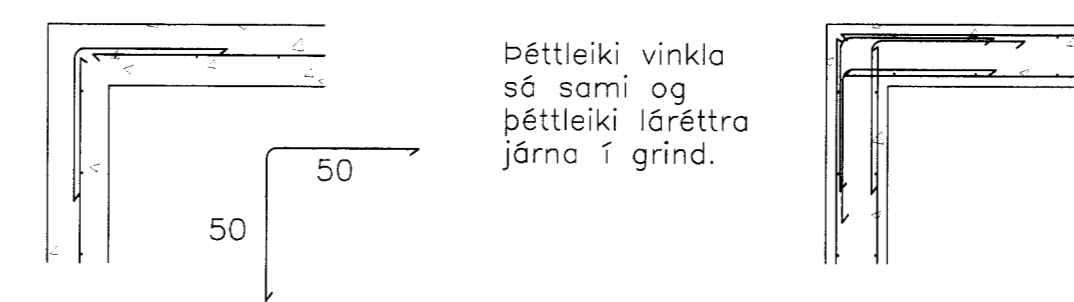 Þéttleiki vinkla
sá sami og
þéttleiki láréttra
járna í grind.
50
50